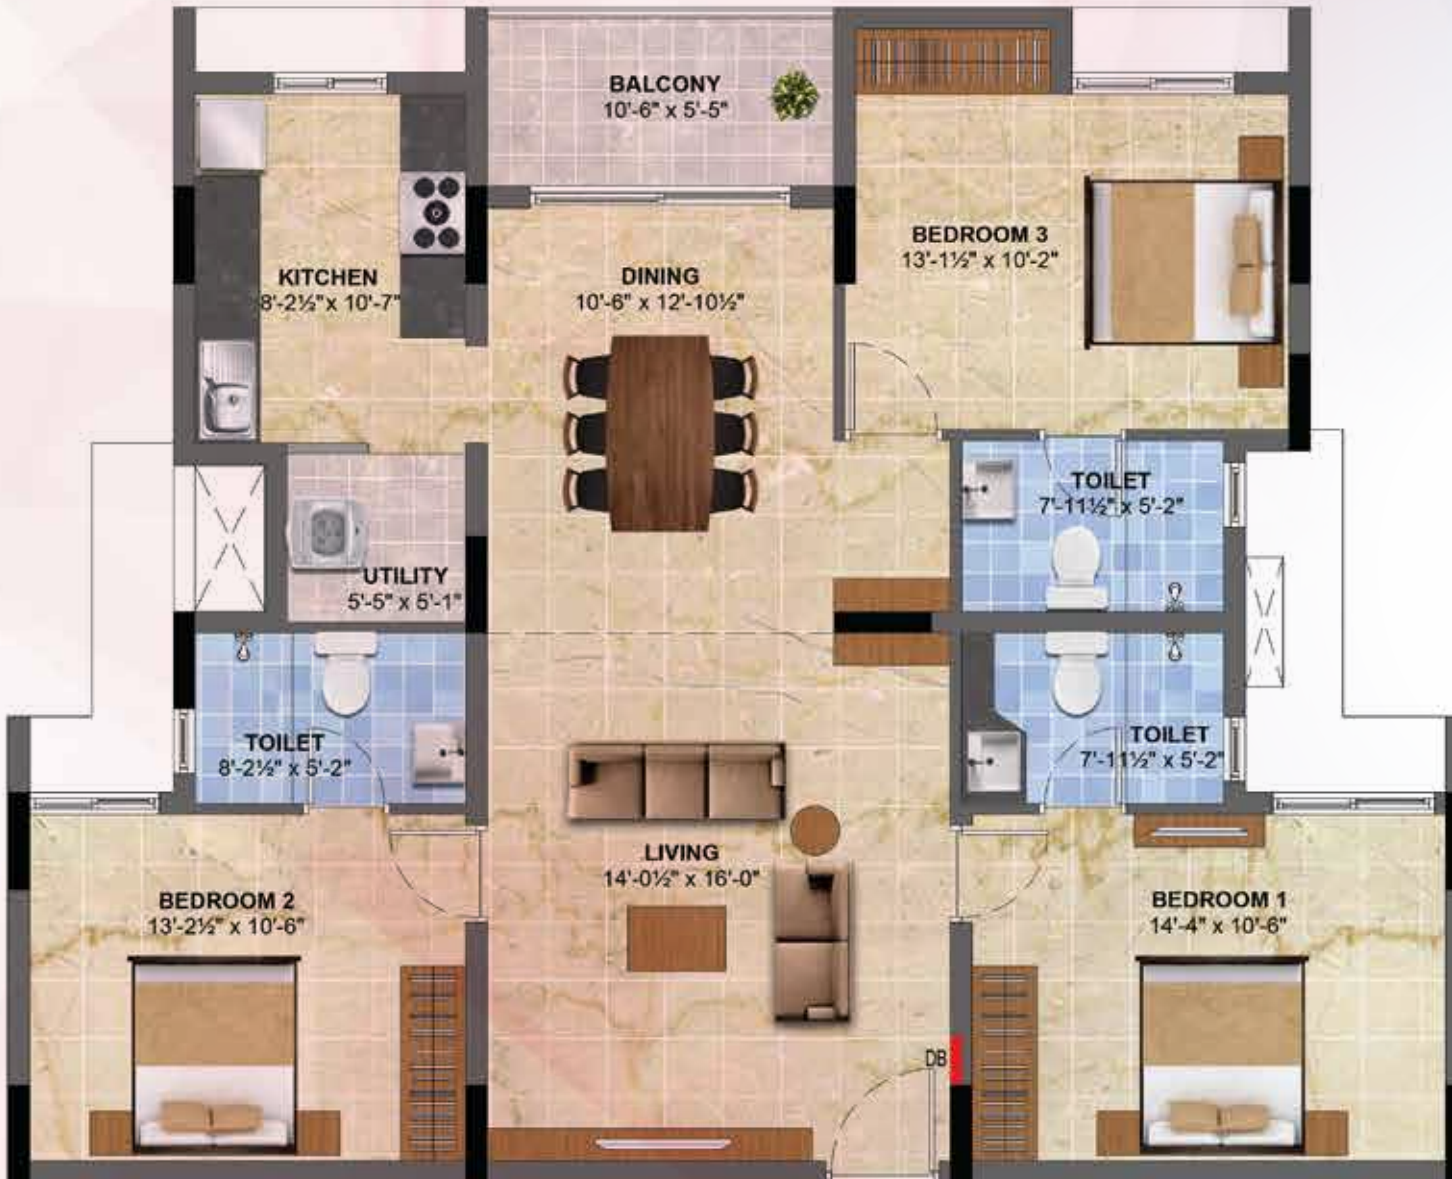 BALCONY
10'-6" x 5'-5"
BEDROOM 3
13'-1½" x 10'-2"
KITCHEN
8'-2½" x 10'-7"
DINING
10'-6" x 12'-10½"
TOILET
7'-11½" x 5'-2"
UTILITY
5'-5" x 5'-1"
TOILET
8'-2½" x 5'-2"
TOILET
7'-11½" x 5'-2"
LIVING
14'-0½" x 16'-0"
BEDROOM 2
13'-2½" x 10'-6"
BEDROOM 1
14'-4" x 10'-6"
DB